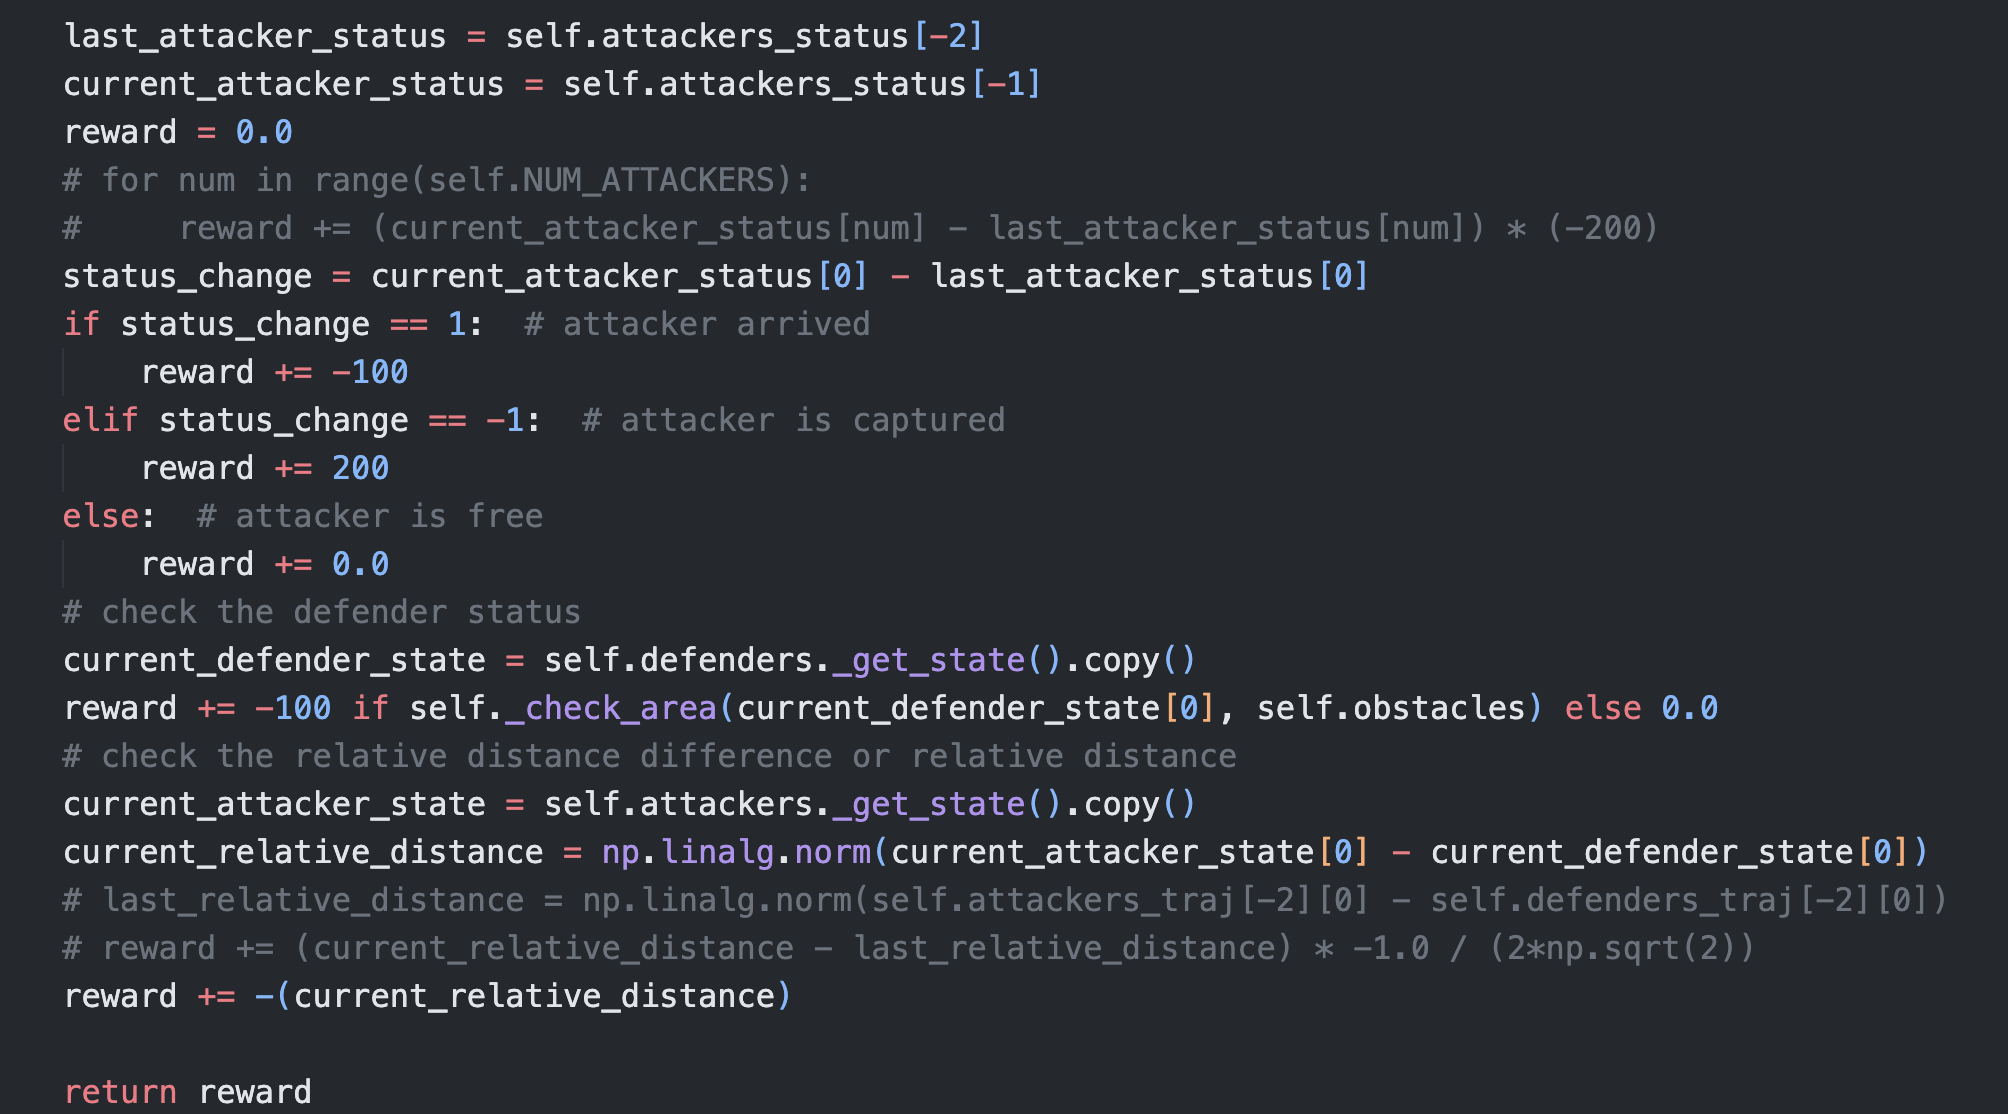 last_attacker_status = self.attackers_status[-2]
current_attacker_status = self.attackers_status[-1]
reward = 0.0
# for num in range(self.NUM_ATTACKERS):
#     reward += (current_attacker_status[num] - last_attacker_status[num]) * (-200)
status_change = current_attacker_status[0] - last_attacker_status[0]
if status_change == 1:  # attacker arrived
    reward += -100
elif status_change == -1:  # attacker is captured
    reward += 200
else:  # attacker is free
    reward += 0.0
# check the defender status
current_defender_state = self.defenders._get_state().copy()
reward += -100 if self._check_area(current_defender_state[0], self.obstacles) else 0.0
# check the relative distance difference or relative distance
current_attacker_state = self.attackers._get_state().copy()
current_relative_distance = np.linalg.norm(current_attacker_state[0] - current_defender_state[0])
# last_relative_distance = np.linalg.norm(self.attackers_traj[-2][0] - self.defenders_traj[-2][0])
# reward += (current_relative_distance - last_relative_distance) * -1.0 / (2*np.sqrt(2))
reward += -(current_relative_distance)
return reward